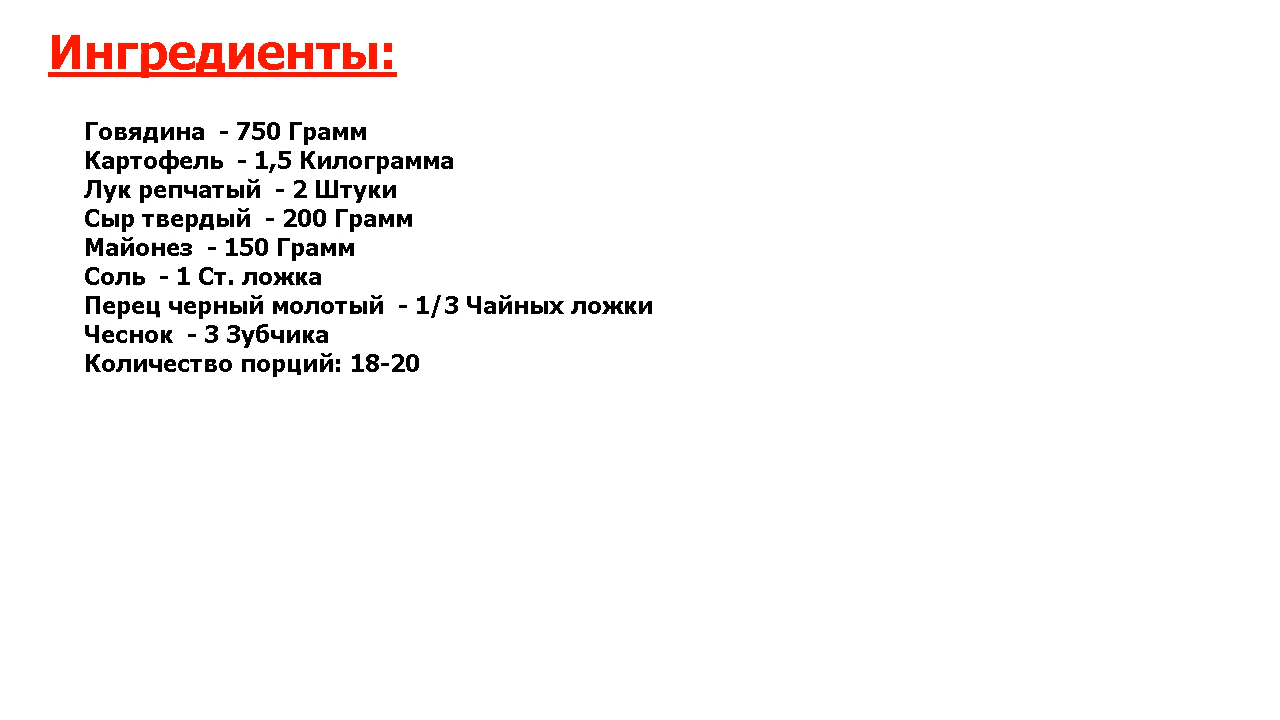 Ингредиенты:
Говядина  - 750 Грамм
Картофель  - 1,5 Килограмма
Лук репчатый  - 2 Штуки
Сыр твердый  - 200 Грамм
Майонез  - 150 Грамм
Соль  - 1 Ст. ложка
Перец черный молотый  - 1/3 Чайных ложки
Чеснок  - 3 Зубчика
Количество порций: 18-20